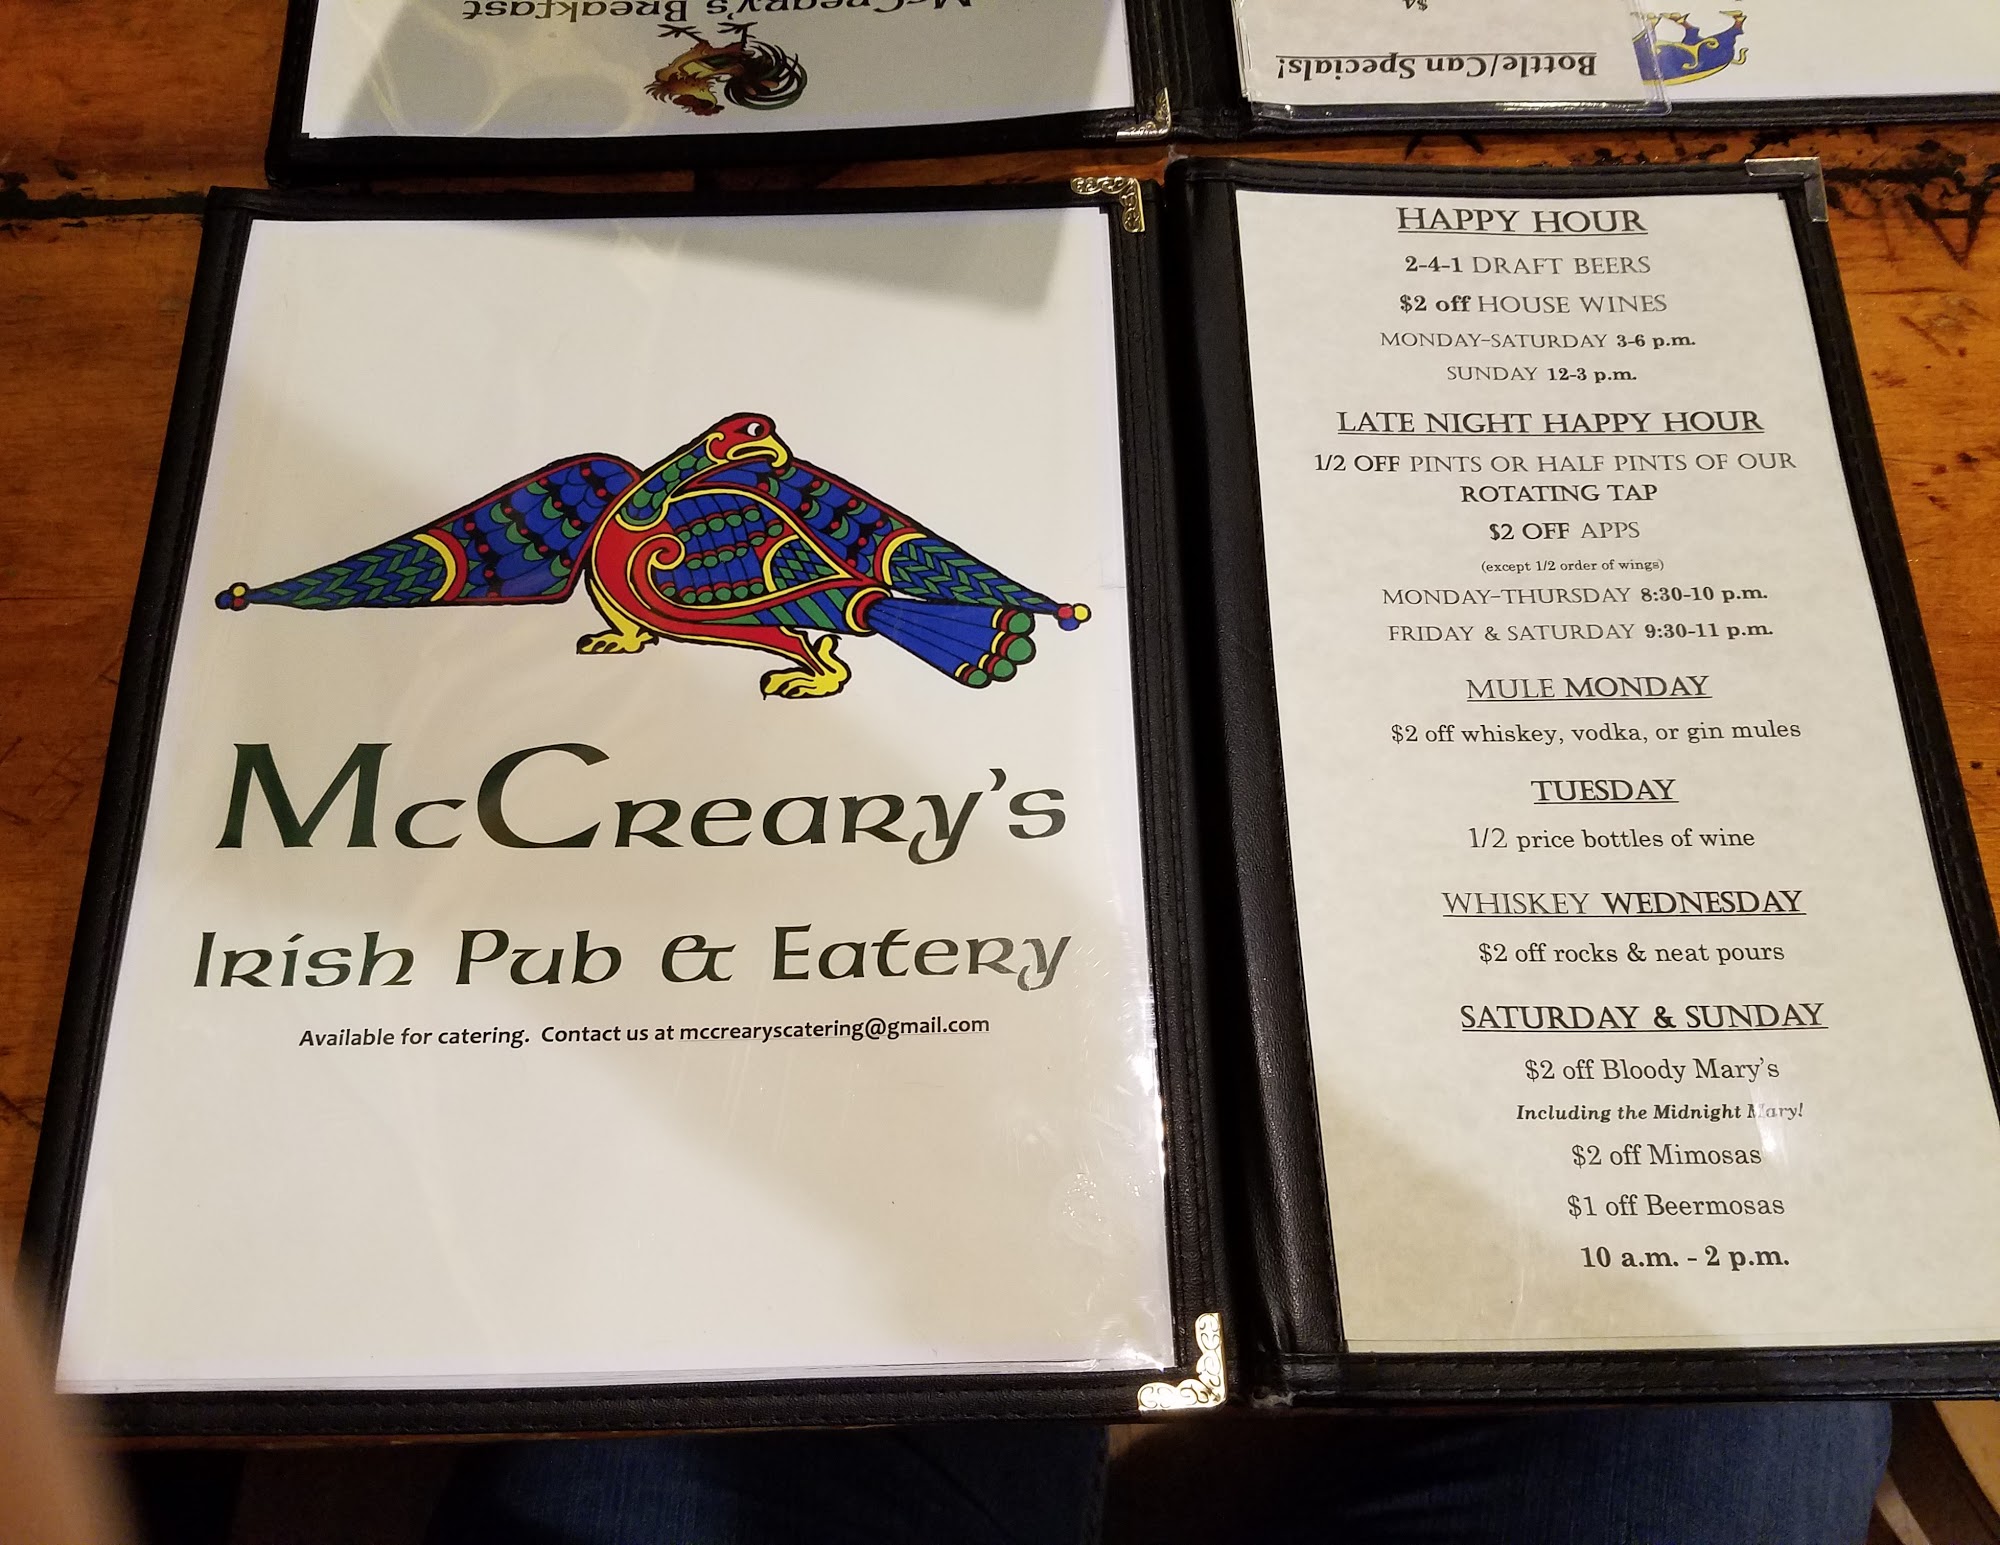 McCreary's Breakfast
$4
Bottle/Can Specials!
McCreary's
Irish Pub & Eatery
Available for catering. Contact us at mccrearyscatering@gmail.com
HAPPY HOUR
2-4-1 DRAFT BEERS
$2 off HOUSE WINES
MONDAY-SATURDAY 3-6 p.m.
SUNDAY 12-3 p.m.
LATE NIGHT HAPPY HOUR
1/2 OFF PINTS OR HALF PINTS OF OUR
ROTATING TAP
$2 OFF APPS
(except 1/2 order of wings)
MONDAY-THURSDAY 8:30-10 p.m.
FRIDAY & SATURDAY 9:30-11 p.m.
MULE MONDAY
$2 off whiskey, vodka, or gin mules
TUESDAY
1/2 price bottles of wine
WHISKEY WEDNESDAY
$2 off rocks & neat pours
SATURDAY & SUNDAY
$2 off Bloody Mary's
Including the Midnight Mary!
$2 off Mimosas
$1 off Beermosas
10 a.m. - 2 p.m.